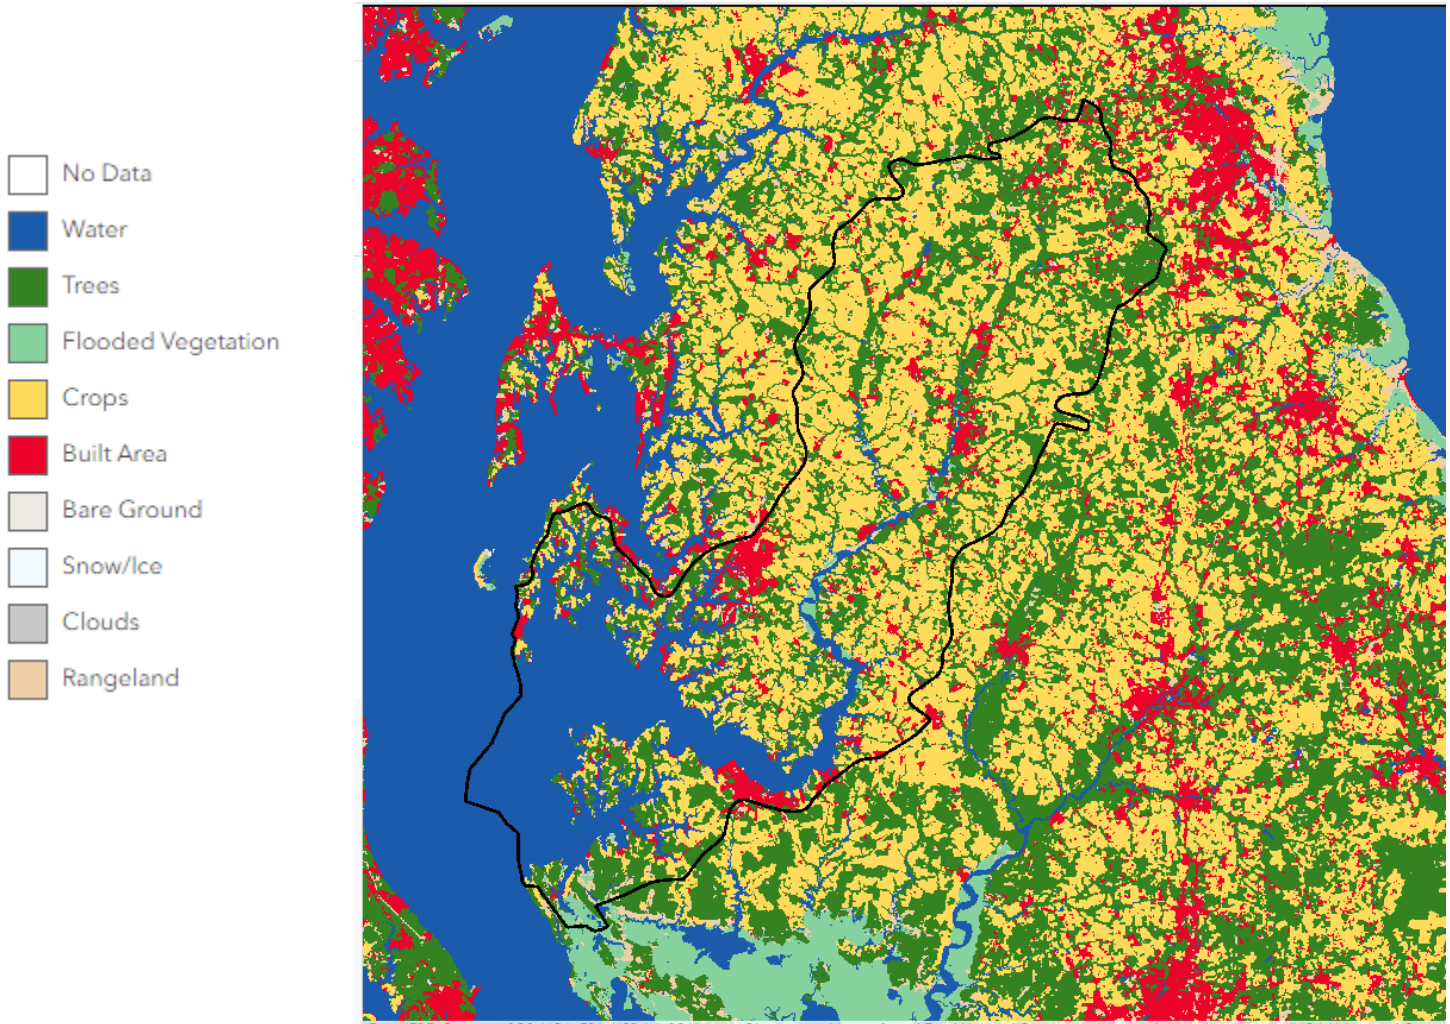 No Data
Water
Trees
Flooded Vegetation
Crops
Built Area
Bare Ground
Snow/Ice
Clouds
Rangeland